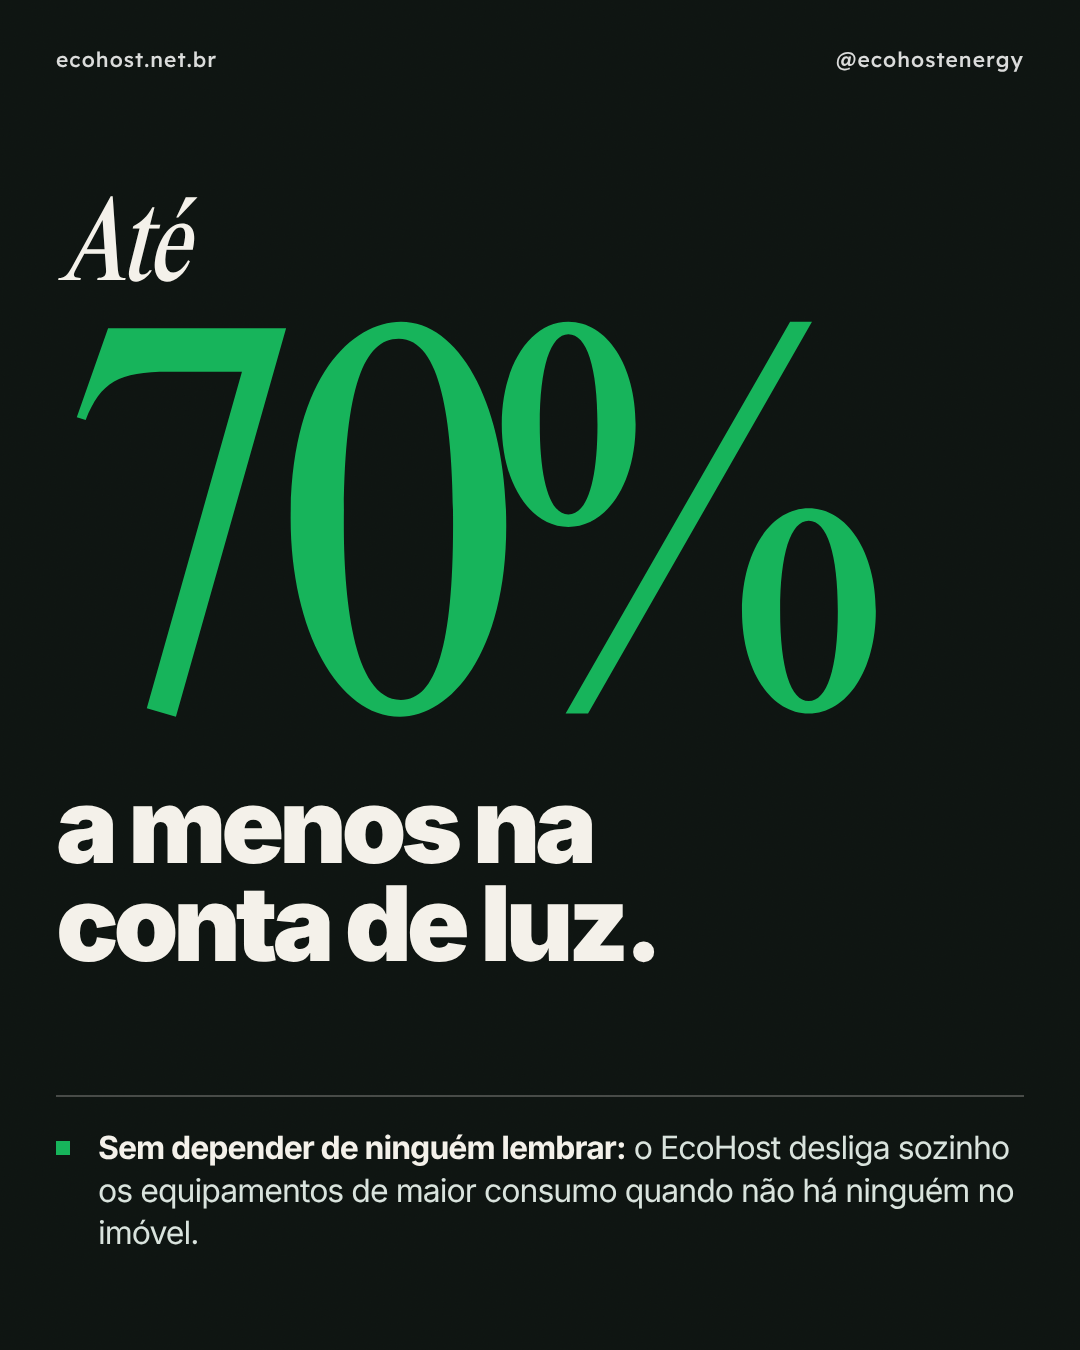 ecohost.net.br
@ecohostenergy
Até
70%
a menos na
conta de luz.
Sem depender de ninguém lembrar: o EcoHost desliga sozinho
os equipamentos de maior consumo quando não há ninguém no
imóvel.